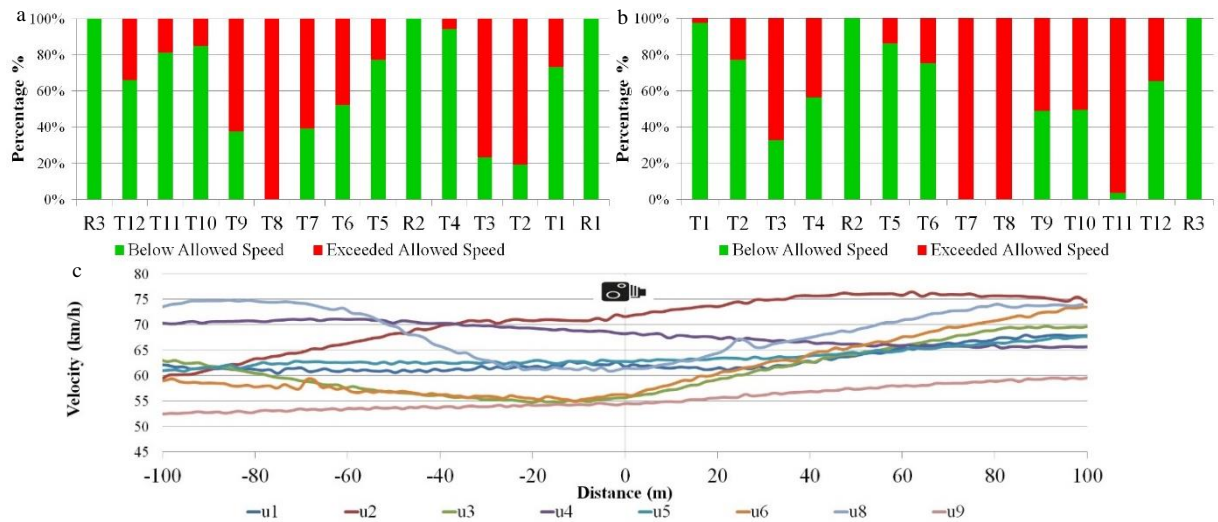 a
Percentage %
100%
80%
60%
40%
20%
0%
R3 T12 T11 T10 T9 T8 T7 T6 T5 R2 T4 T3 T2 T1 R1
Below Allowed Speed Exceeded Allowed Speed
b
Percentage %
100%
80%
60%
40%
20%
0%
T1 T2 T3 T4 R2 T5 T6 T7 T8 T9 T10 T11 T12 R3
Below Allowed Speed Exceeded Allowed Speed
c
Velocity (km/h)
80
75
70
65
60
55
50
45
-100 -80 -60 -40 -20 0 20 40 60 80 100
Distance (m)
u1 u2 u3 u4 u5 u6 u8 u9